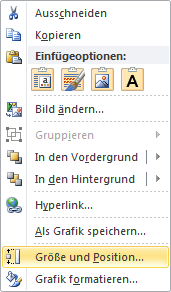 Ausschneiden
Kopieren
Einfügeoptionen:
A
Bild ändern...
Gruppieren
In den Vordergrund
In den Hintergrund
Hyperlink...
Als Grafik speichern...
Größe und Position...
Grafik formatieren...